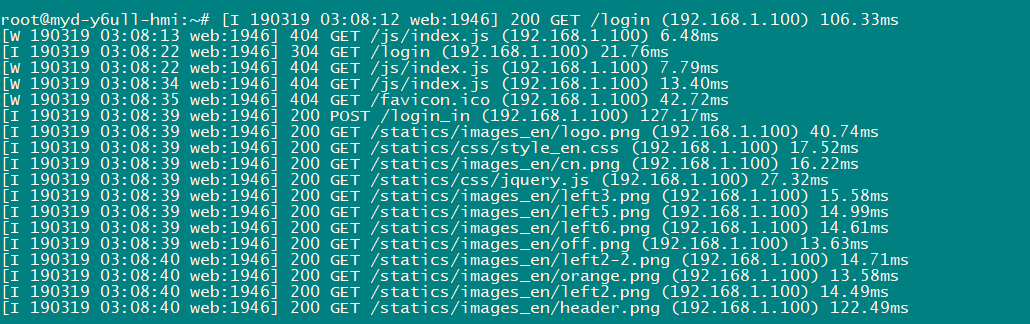 root@myd-y6ull-hmi:~# [I 190319 03:08:12 web:1946] 200 GET /login (192.168.1.100) 106.33ms
[W 190319 03:08:13 web:1946] 404 GET /js/index.js (192.168.1.100) 6.48ms
[I 190319 03:08:22 web:1946] 304 GET /login (192.168.1.100) 21.76ms
[W 190319 03:08:22 web:1946] 404 GET /js/index.js (192.168.1.100) 7.79ms
[W 190319 03:08:34 web:1946] 404 GET /js/index.js (192.168.1.100) 13.40ms
[W 190319 03:08:35 web:1946] 404 GET /favicon.ico (192.168.1.100) 42.72ms
[I 190319 03:08:39 web:1946] 200 POST /login_in (192.168.1.100) 127.17ms
[I 190319 03:08:39 web:1946] 200 GET /statics/images_en/logo.png (192.168.1.100) 40.74ms
[I 190319 03:08:39 web:1946] 200 GET /statics/css/style_en.css (192.168.1.100) 17.52ms
[I 190319 03:08:39 web:1946] 200 GET /statics/images_en/cn.png (192.168.1.100) 16.22ms
[I 190319 03:08:39 web:1946] 200 GET /statics/css/jquery.js (192.168.1.100) 27.32ms
[I 190319 03:08:39 web:1946] 200 GET /statics/images_en/left3.png (192.168.1.100) 15.58ms
[I 190319 03:08:39 web:1946] 200 GET /statics/images_en/left5.png (192.168.1.100) 14.99ms
[I 190319 03:08:39 web:1946] 200 GET /statics/images_en/left6.png (192.168.1.100) 14.61ms
[I 190319 03:08:39 web:1946] 200 GET /statics/images_en/off.png (192.168.1.100) 13.63ms
[I 190319 03:08:40 web:1946] 200 GET /statics/images_en/left2-2.png (192.168.1.100) 14.71ms
[I 190319 03:08:40 web:1946] 200 GET /statics/images_en/orange.png (192.168.1.100) 13.58ms
[I 190319 03:08:40 web:1946] 200 GET /statics/images_en/left2.png (192.168.1.100) 14.49ms
[I 190319 03:08:40 web:1946] 200 GET /statics/images_en/header.png (192.168.1.100) 122.49ms